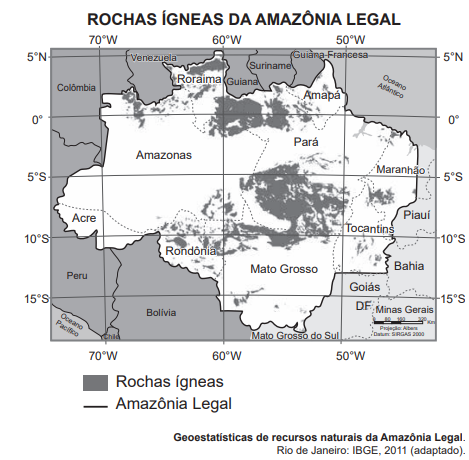 ROCHAS ÍGNEAS DA AMAZÔNIA LEGAL
70°W 60°W 50°W
5°N Venezuela Suriname Guiana Francesa 5°N
Colômbia Roraima Guiana Oceano Atlântico
Amapá
0° 0°
Amazonas Pará
Maranhão
5°S 5°S
Acre Tocantins Piauí
10°S Rondônia 10°S
Peru Mato Grosso Bahia
Goiás
15°S Bolívia DF Minas Gerais 15°S
Oceano Pacífico
Projeção: Albers
Datum: SIRGAS 2000
Chile Mato Grosso do Sul
70°W 60°W 50°W
Rochas ígneas
Amazônia Legal
Geoestatísticas de recursos naturais da Amazônia Legal.
Rio de Janeiro: IBGE, 2011 (adaptado).